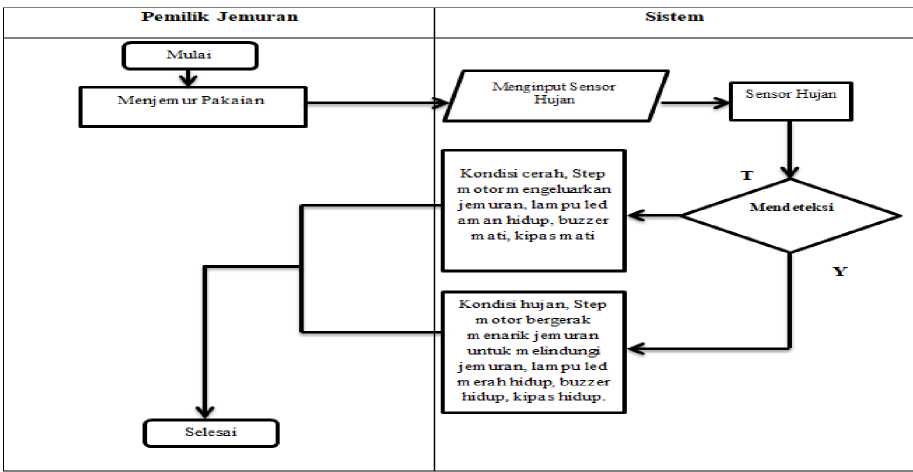 Pemilik Jemuran
Sistem
Mulai
Menjemur Pakaian
Menginput Sensor
Hujan
Sensor Hujan
T
Mendeteksi
Y
Kondisi cerah, Step
motor mengeluarkan
jemuran, lampu led
aman hidup, buzzer
mati, kipas mati
Kondisi hujan, Step
motor bergerak
menarik jemuran
untuk melindungi
jemuran, lampu led
merah hidup, buzzer
hidup, kipas hidup.
Selesai